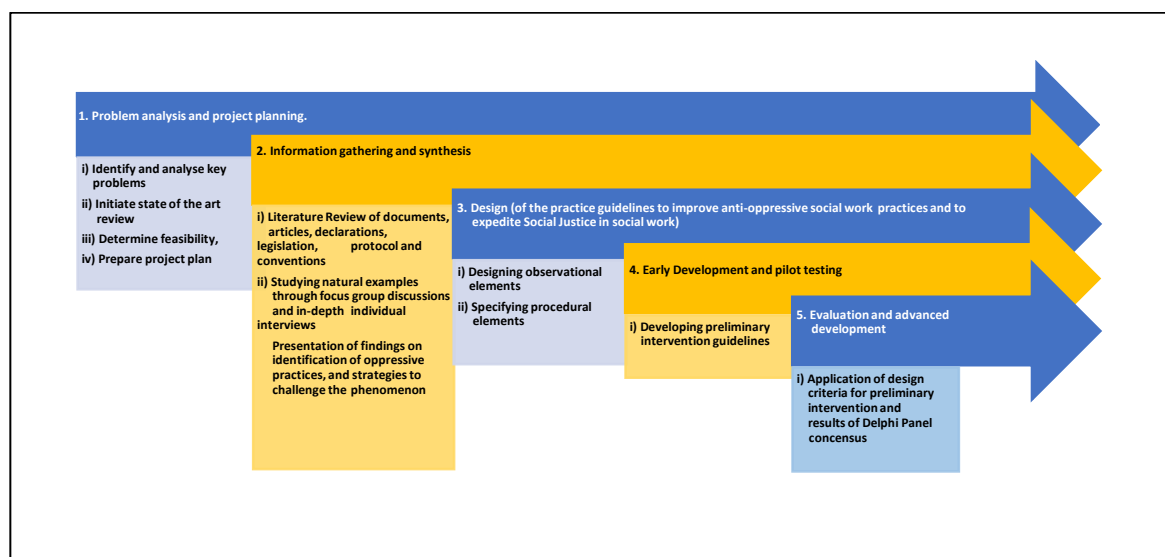 1. Problem analysis and project planning.
i) Identify and analyse key
problems
ii) Initiate state of the art
review
iii) Determine feasibility,
iv) Prepare project plan
2. Information gathering and synthesis
i) Literature Review of documents,
articles, declarations,
legislation, protocol and
conventions
ii) Studying natural examples
through focus group discussions
and in-depth individual
interviews
Presentation of findings on
identification of oppressive
practices, and strategies to
challenge the phenomenon
3. Design (of the practice guidelines to improve anti-oppressive social work practices and to
expedite Social Justice in social work)
i) Designing observational
elements
ii) Specifying procedural
elements
4. Early Development and pilot testing
i) Developing preliminary
intervention guidelines
5. Evaluation and advanced
development
i) Application of design
criteria for preliminary
intervention and
results of Delphi Panel
concensus